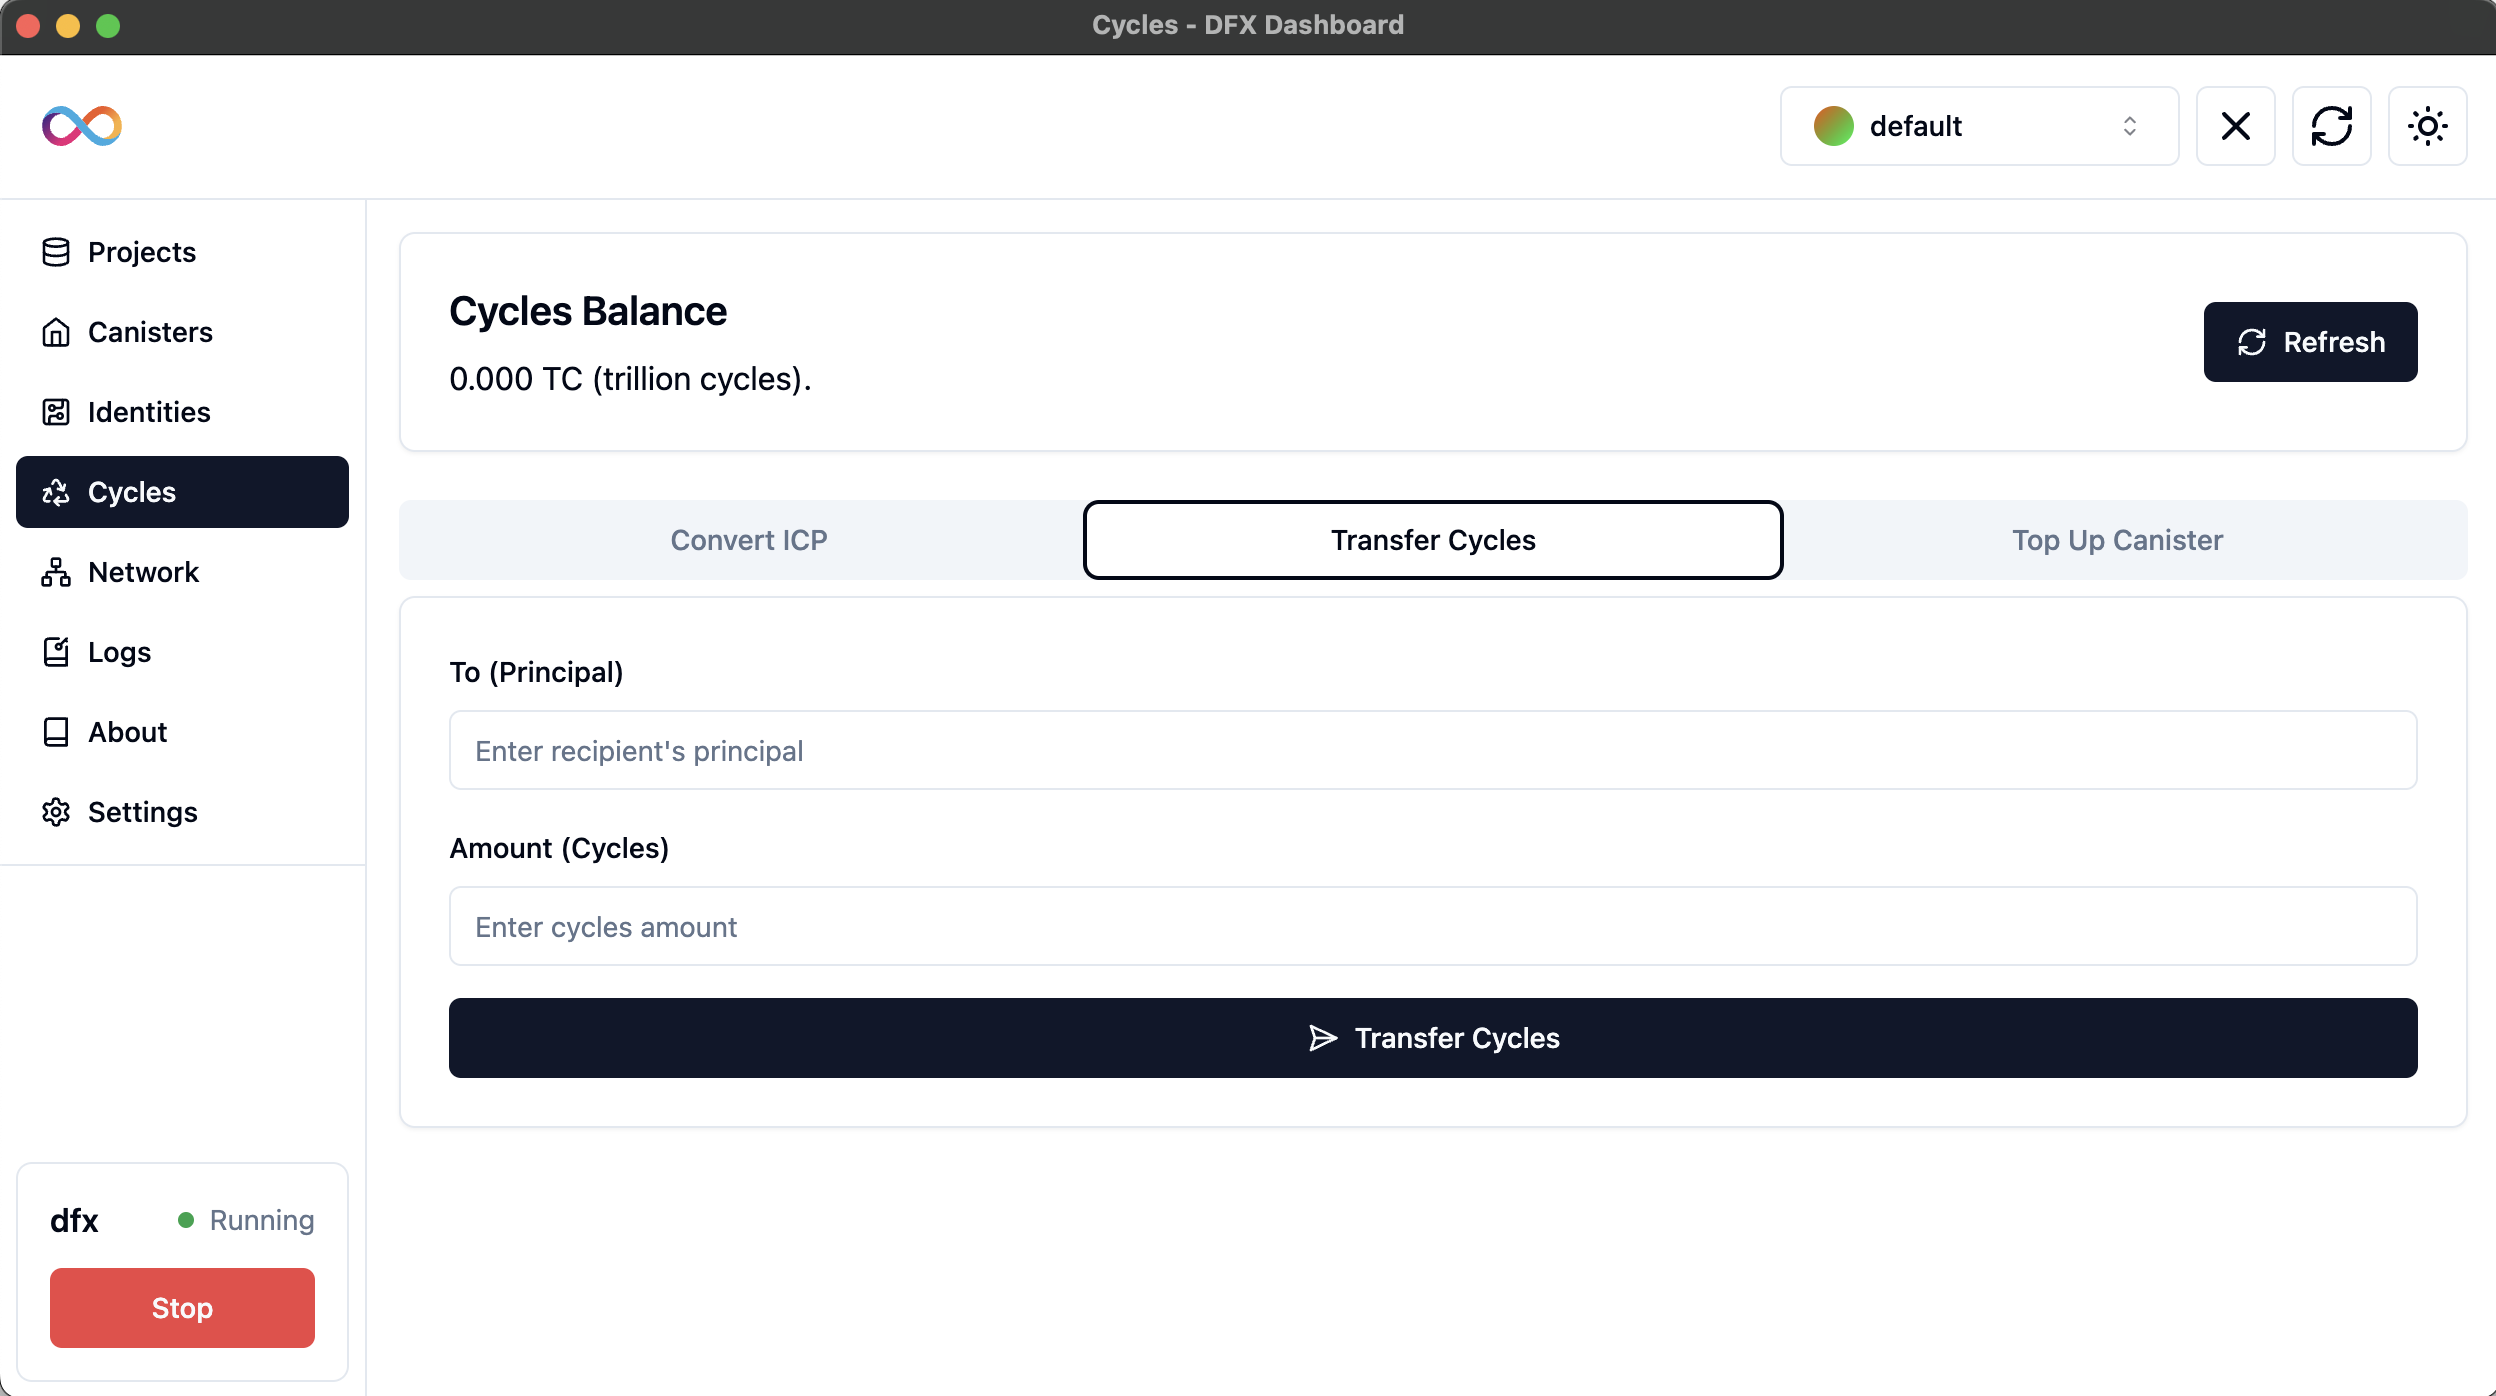 Cycles - DFX Dashboard
default
Projects
Canisters
Identities
Cycles
Network
Logs
About
Settings
dfx
Running
Stop
Cycles Balance
0.000 TC (trillion cycles).
Refresh
Convert ICP
Transfer Cycles
Top Up Canister
To (Principal)
Enter recipient's principal
Amount (Cycles)
Enter cycles amount
Transfer Cycles